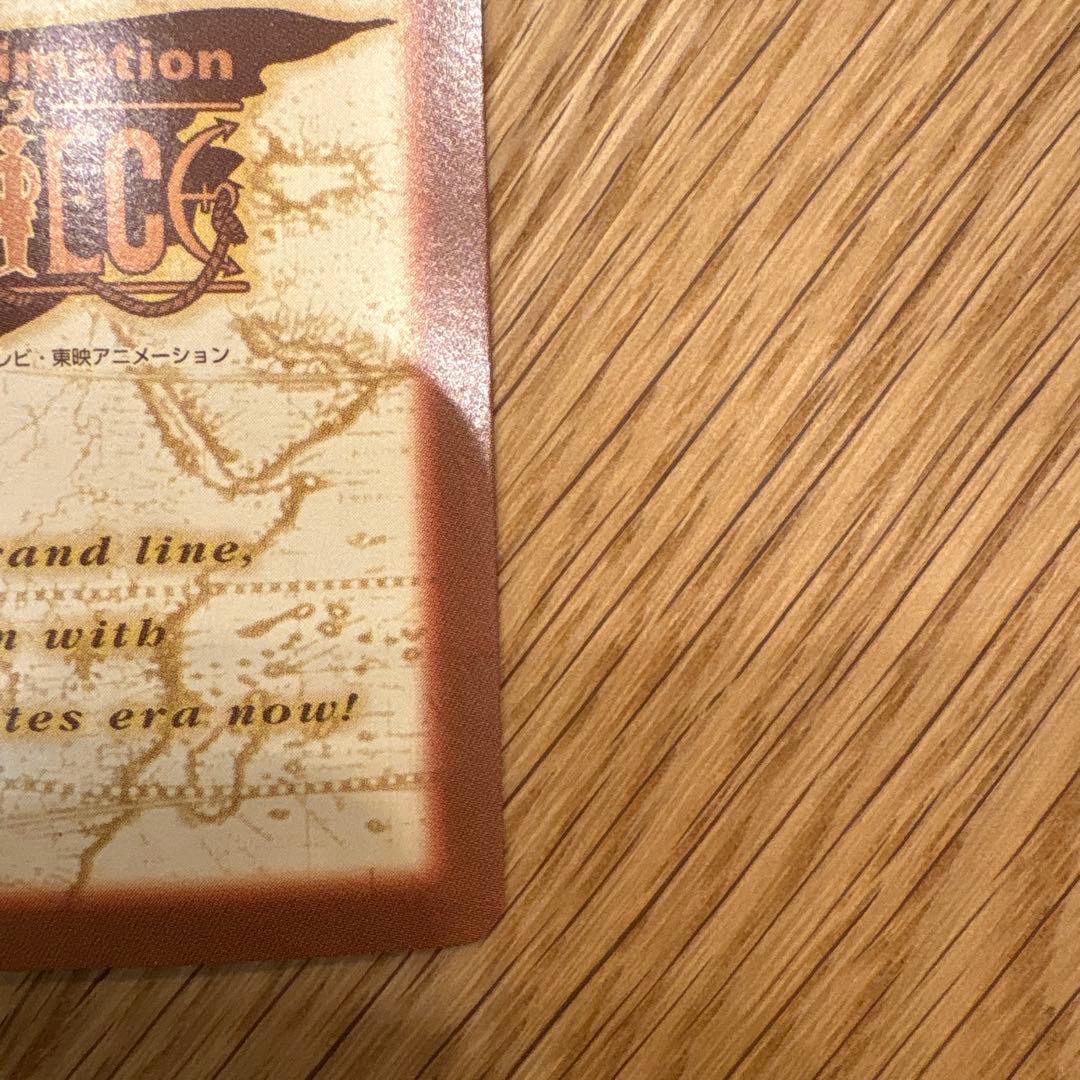 imation
ース
IECE
レビ・東映アニメーション
rand line,
with
tes era now!